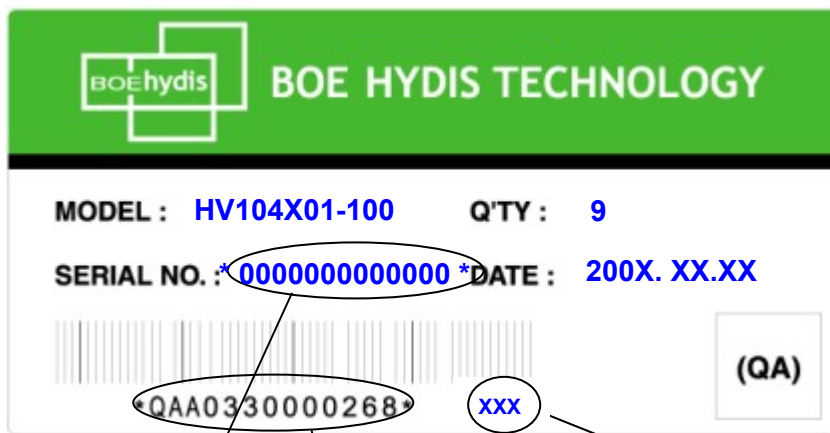 BOEhydis BOE HYDIS TECHNOLOGY
MODEL : HV104X01-100 Q'TY : 9
SERIAL NO. :* 0000000000000 *DATE : 200X. XX.XX
(QA)
*QAA0330000268* XXX